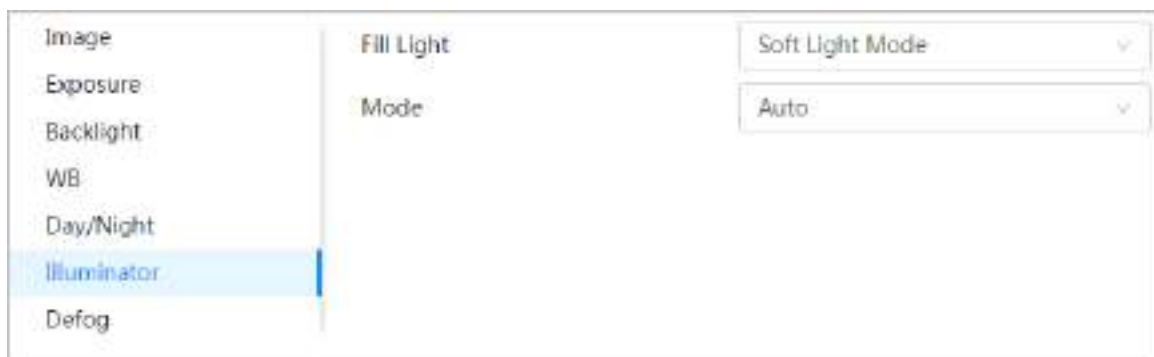 Image
Exposure
Backlight
WB
Day/Night
Illuminator
Defog
Fill Light
Soft Light Mode
Mode
Auto